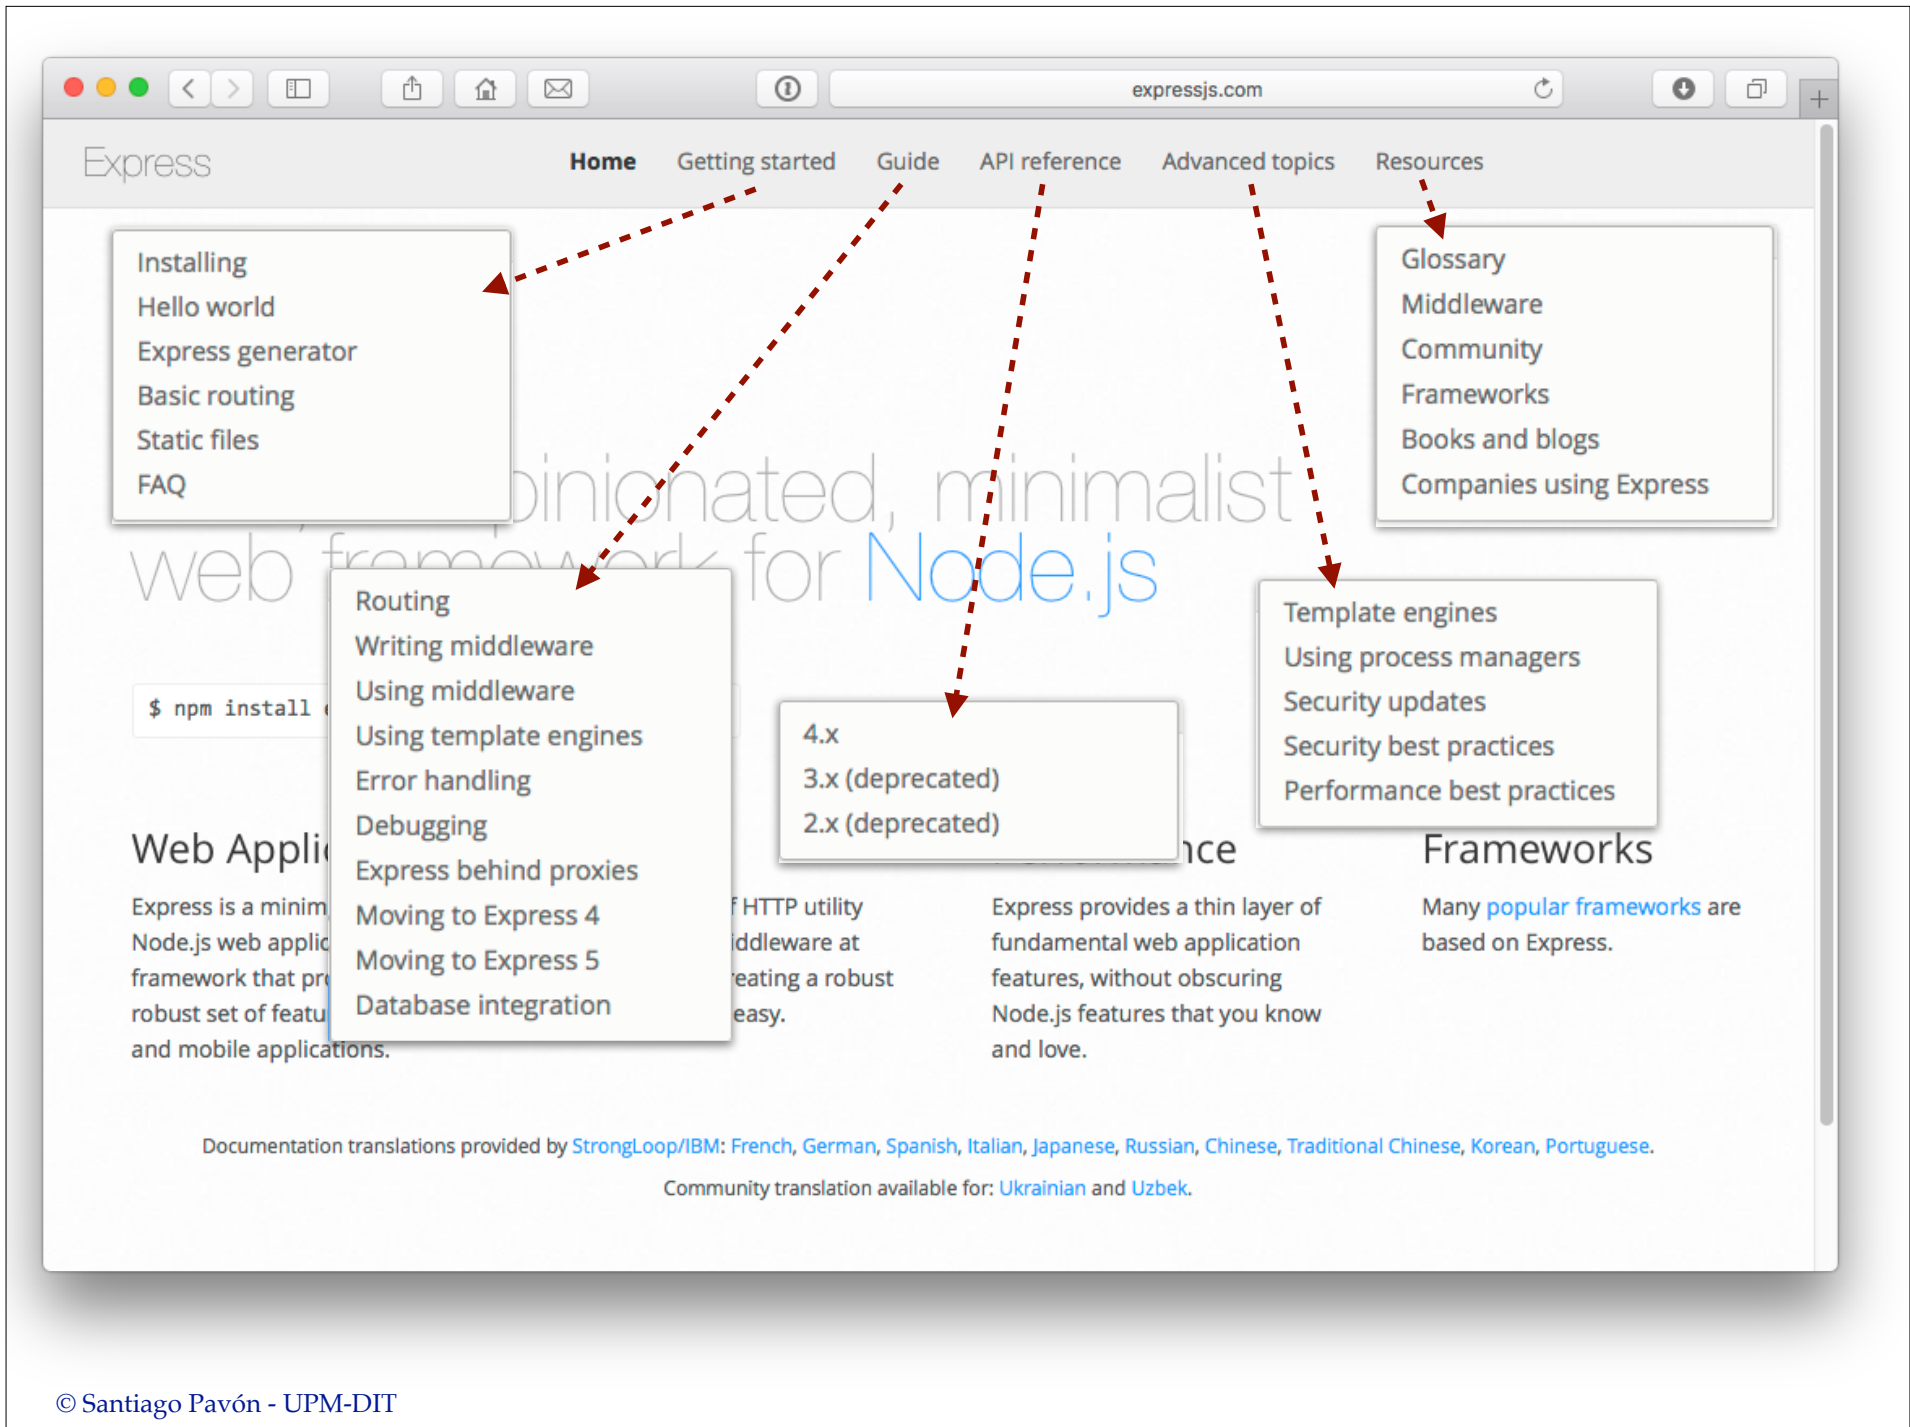 expressjs.com
Express
Home Getting started Guide API reference Advanced topics Resources
Installing
Hello world
Express generator
Basic routing
Static files
FAQ
Glossary
Middleware
Community
Frameworks
Books and blogs
Companies using Express
minimalist
web framework for Node.js
Routing
Writing middleware
Using middleware
Using template engines
Error handling
Debugging
Express behind proxies
Moving to Express 4
Moving to Express 5
Database integration
$ npm install
4.x
3.x (deprecated)
2.x (deprecated)
Template engines
Using process managers
Security updates
Security best practices
Performance best practices
Web
Express is a
Node.js web
framework that
robust set of
and mobile applications.
HTTP utility
at
a robust
easy.
Express provides a thin layer of
fundamental web application
features, without obscuring
Node.js features that you know
and love.
Frameworks
Many popular frameworks are
based on Express.
Documentation translations provided by StrongLoop/IBM: French, German, Spanish, Italian, Japanese, Russian, Chinese, Traditional Chinese, Korean, Portuguese.
Community translation available for: Ukrainian and Uzbek.
© Santiago Pavón - UPM-DIT